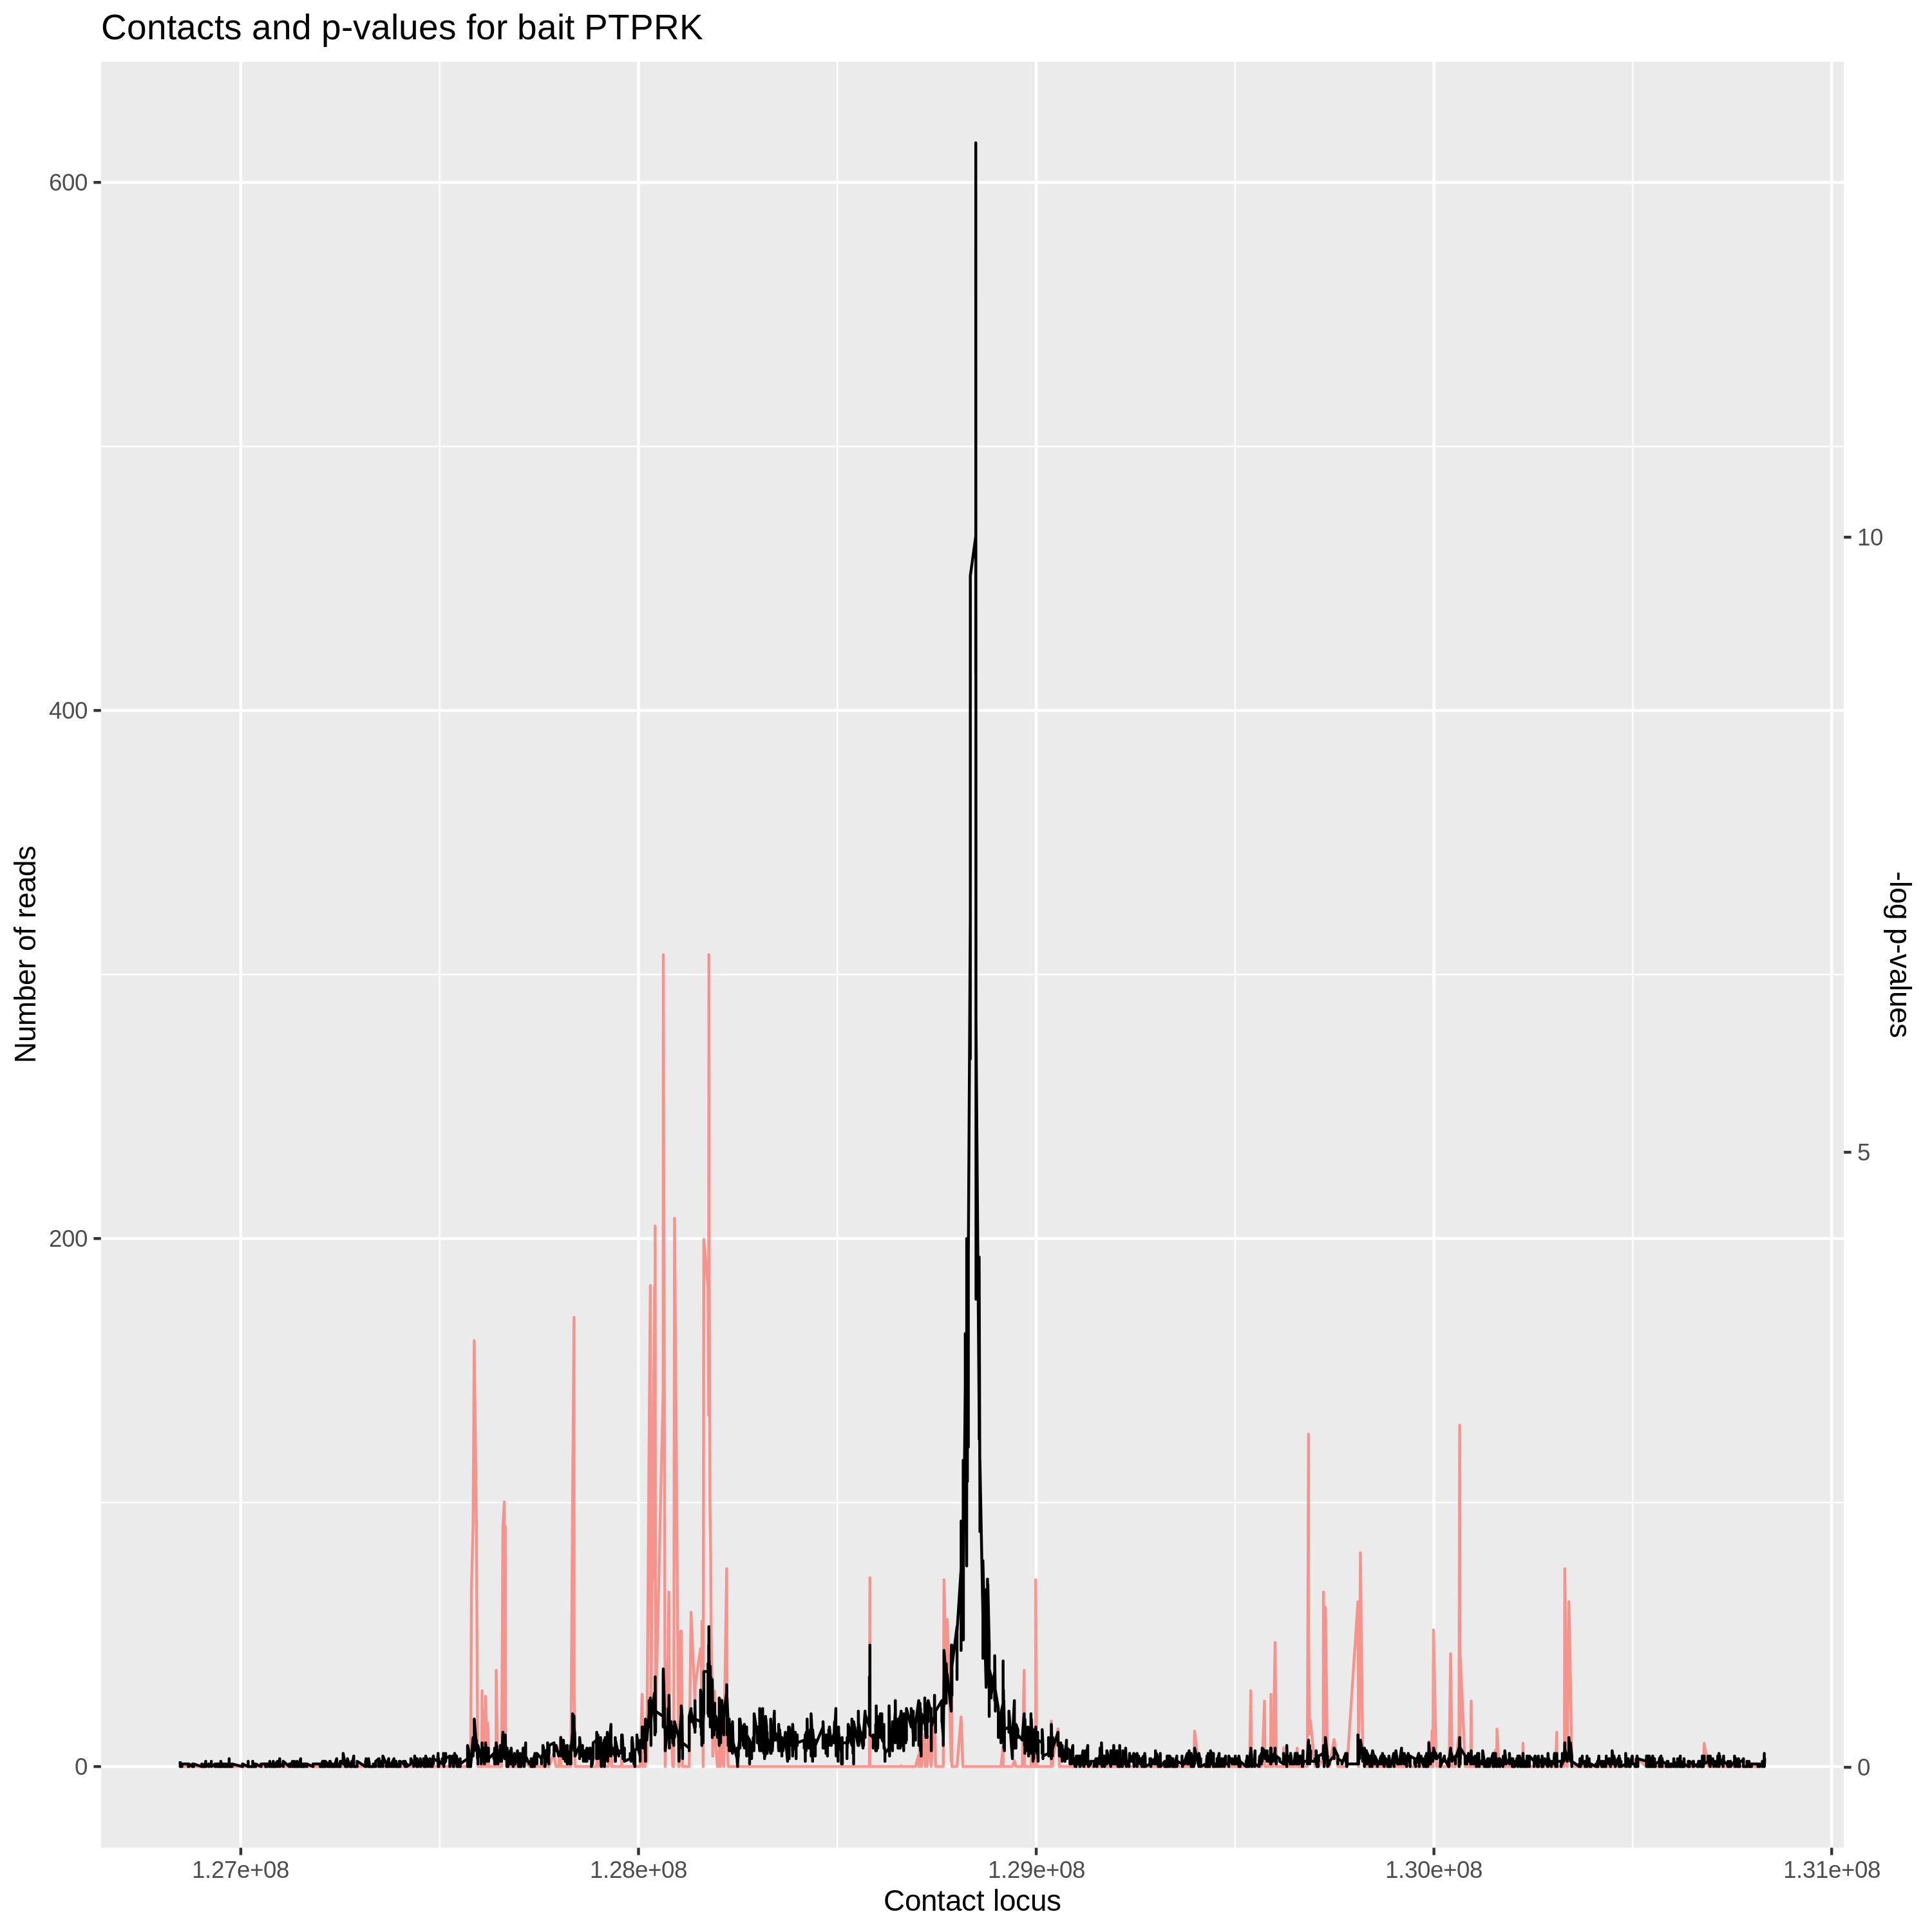 Contacts and p-values for bait PTPRK
600
400
200
0
Number of reads
10
5
0
-log p-values
1.27e+08
1.28e+08
1.29e+08
1.30e+08
1.31e+08
Contact locus